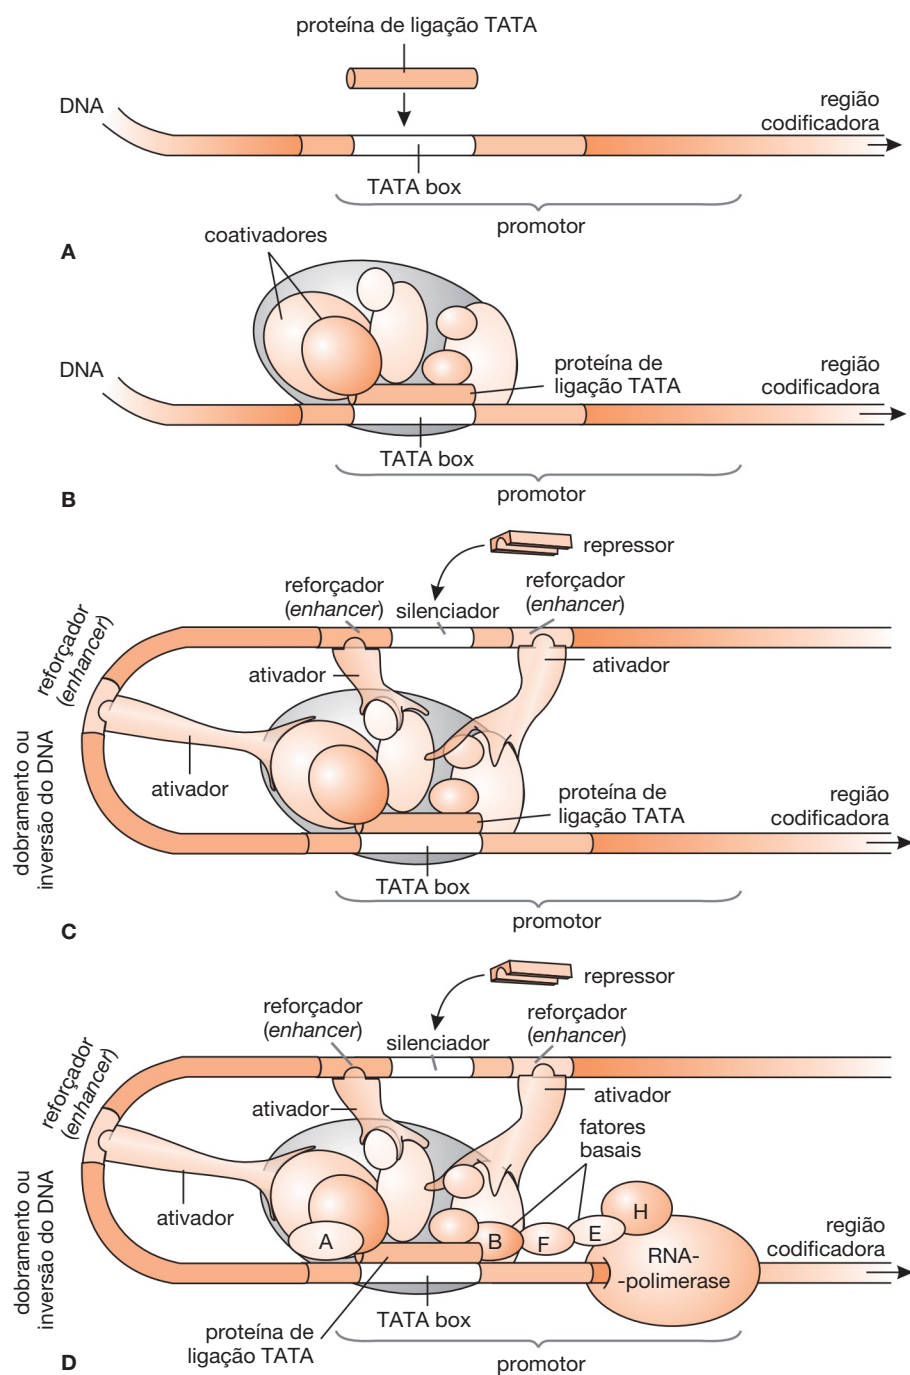 proteína de ligação TATA
DNA
região
codificadora
TATA box
promotor
A
coativadores
DNA
proteína de
ligação TATA
região
codificadora
TATA box
promotor
B
repressor
reforçador
(enhancer)
silenciador
reforçador
(enhancer)
reforçador
(enhancer)
ativador
ativador
ativador
dobramento ou
inversão do DNA
proteína de
ligação TATA
região
codificadora
TATA box
promotor
C
repressor
reforçador
(enhancer)
silenciador
reforçador
(enhancer)
reforçador
(enhancer)
ativador
ativador
fatores
basais
ativador
dobramento ou
inversão do DNA
A
B
F
E
H
RNA-
-polimerase
região
codificadora
TATA box
proteína de
ligação TATA
promotor
D